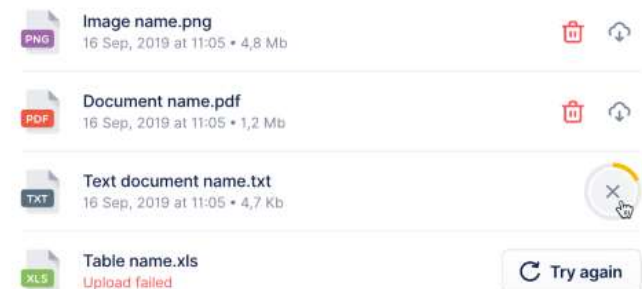 PNG
Image name.png
16 Sep, 2019 at 11:05 • 4,8 Mb
PDF
Document name.pdf
16 Sep, 2019 at 11:05 • 1,2 Mb
TXT
Text document name.txt
16 Sep, 2019 at 11:05 • 4,7 Kb
XLS
Table name.xls
Upload failed
Try again